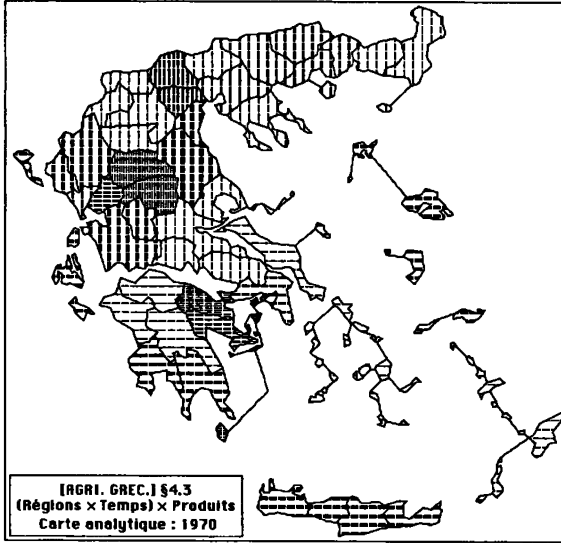 [AGRI. GREC.] §4.3
(Régions × Temps) × Produits
Carte analytique : 1970